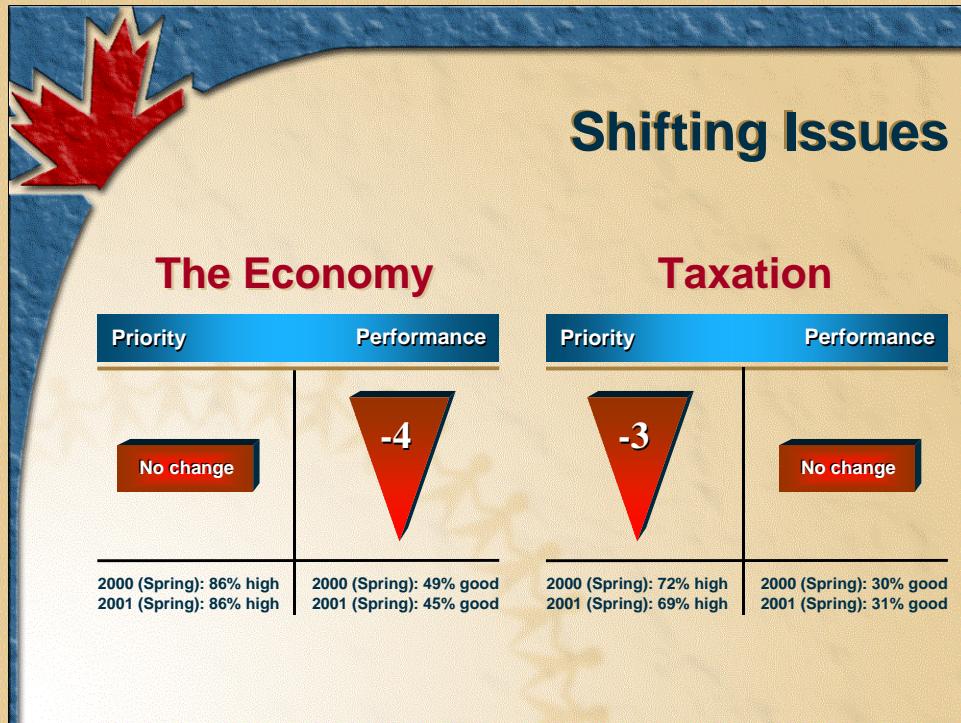 Shifting Issues
The Economy
Priority Performance
No change
-4
2000 (Spring): 86% high
2001 (Spring): 86% high
2000 (Spring): 49% good
2001 (Spring): 45% good
Taxation
Priority Performance
-3
No change
2000 (Spring): 72% high
2001 (Spring): 69% high
2000 (Spring): 30% good
2001 (Spring): 31% good